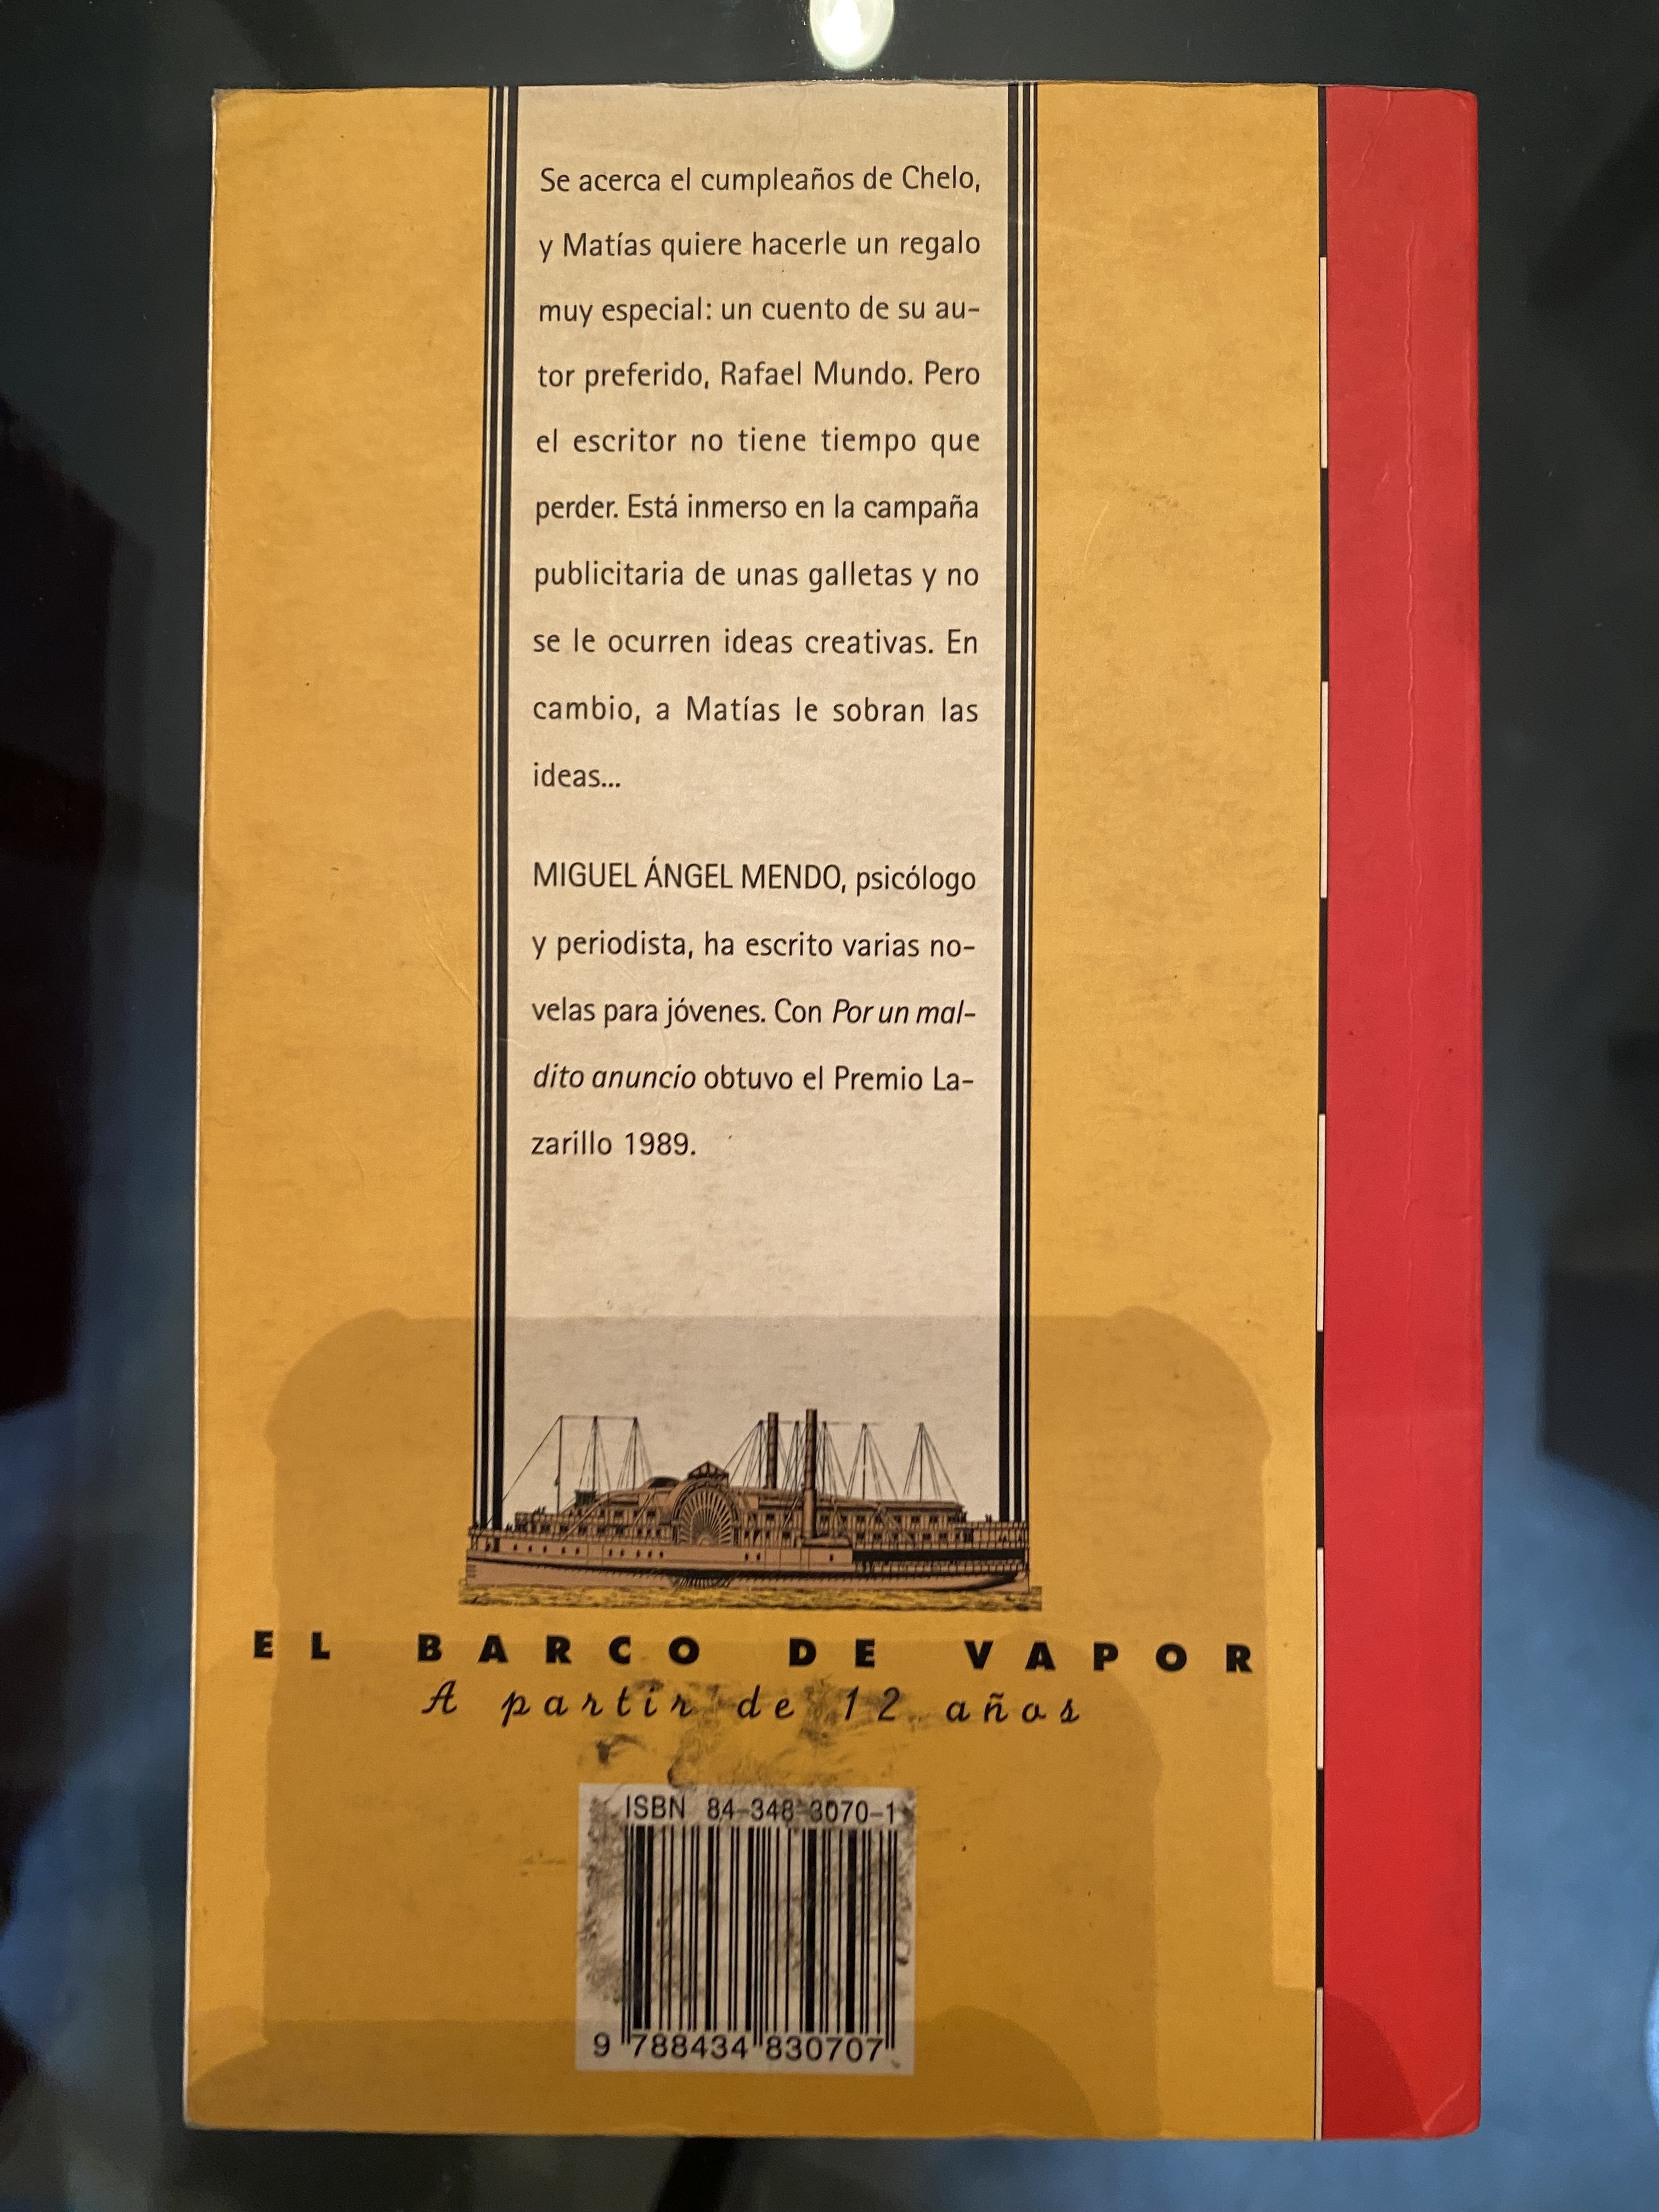 Se acerca el cumpleaños de Chelo,
y Matías quiere hacerle un regalo
muy especial: un cuento de su au-
tor preferido, Rafael Mundo. Pero
el escritor no tiene tiempo que
perder. Está inmerso en la campaña
publicitaria de unas galletas y no
se le ocurren ideas creativas. En
cambio, a Matías le sobran las
ideas...
MIGUEL ÁNGEL MENDO, psicólogo
y periodista, ha escrito varias no-
velas para jóvenes. Con Por un mal-
dito anuncio obtuvo el Premio La-
zarillo 1989.
EL BARCO DE VAPOR
A partir de 12 años
ISBN 84-348-3070-1
9 788434 830707